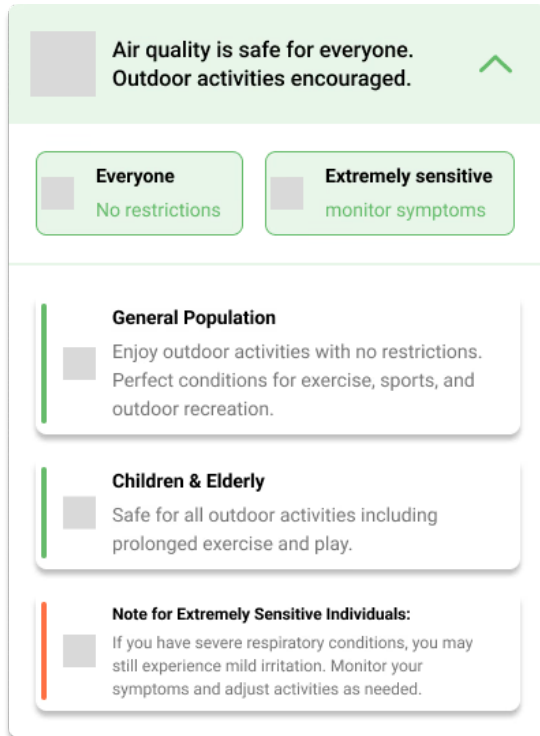 Air quality is safe for everyone.
Outdoor activities encouraged.
Everyone
No restrictions
Extremely sensitive
monitor symptoms
General Population
Enjoy outdoor activities with no restrictions.
Perfect conditions for exercise, sports, and
outdoor recreation.
Children & Elderly
Safe for all outdoor activities including
prolonged exercise and play.
Note for Extremely Sensitive Individuals:
If you have severe respiratory conditions, you may
still experience mild irritation. Monitor your
symptoms and adjust activities as needed.